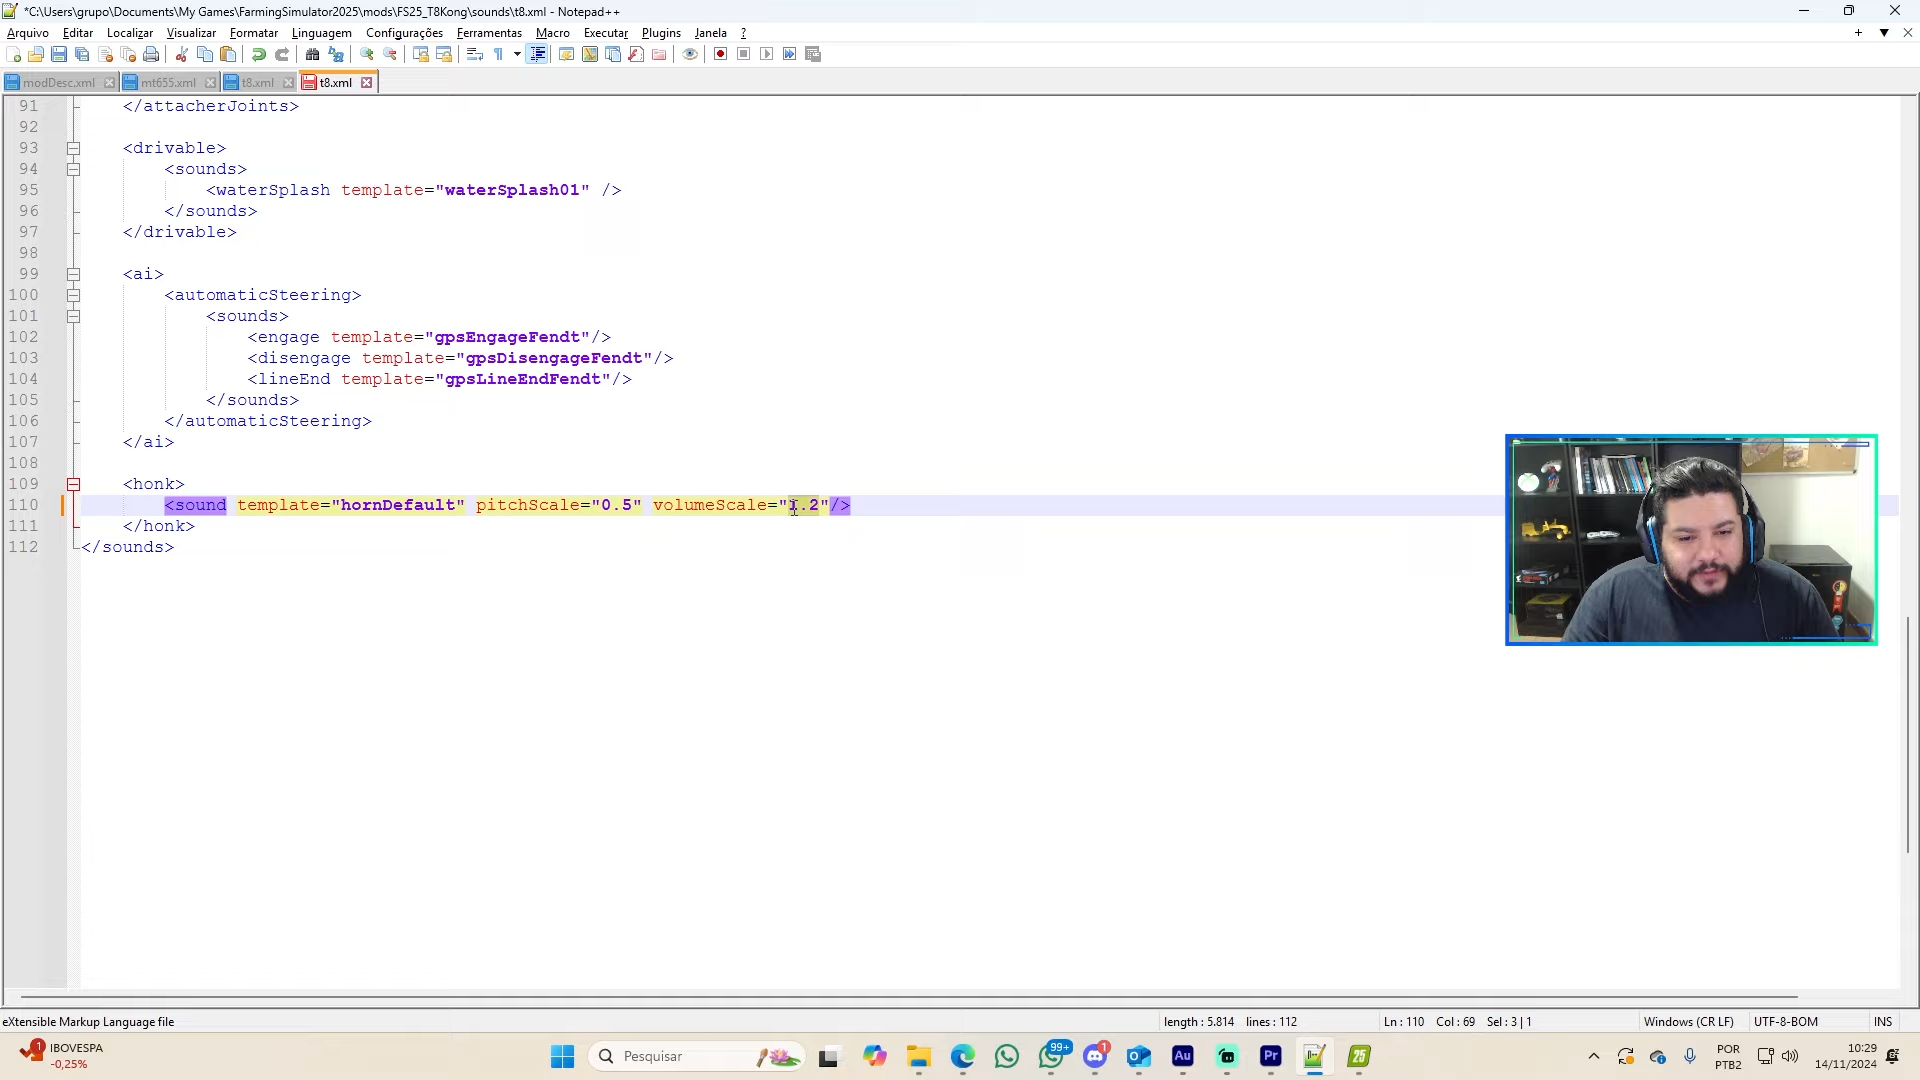 *C:\Users\grupo\Documents\My Games\FarmingSimulator2025\mods\FS25_T8Kong\sounds\t8.xml - Notepad++
Arquivo Editar Localizar Visualizar Formatar Linguagem Configurações Ferramentas Macro Executar Plugins Janela ?
modDesc.xml mt655.xml t8.xml t8.xml
91 </attacherJoints>
92
93 <drivable>
94 <sounds>
95 <waterSplash template="waterSplash01" />
96 </sounds>
97 </drivable>
98
99 <ai>
100 <automaticSteering>
101 <sounds>
102 <engage template="gpsEngageFendt"/>
103 <disengage template="gpsDisengageFendt"/>
104 <lineEnd template="gpsLineEndFendt"/>
105 </sounds>
106 </automaticSteering>
107 </ai>
108
109 <honk>
110 <sound template="hornDefault" pitchScale="0.5" volumeScale="1.2"/>
111 </honk>
112 </sounds>
eXtensible Markup Language file length : 5.814 lines : 112 Ln : 110 Col : 69 Sel : 3 | 1 Windows (CR LF) UTF-8-BOM INS
1 IBOVESPA
-0,25%
Pesquisar
99+
1
Au
Pr
25
POR
PTB2
10:29
14/11/2024